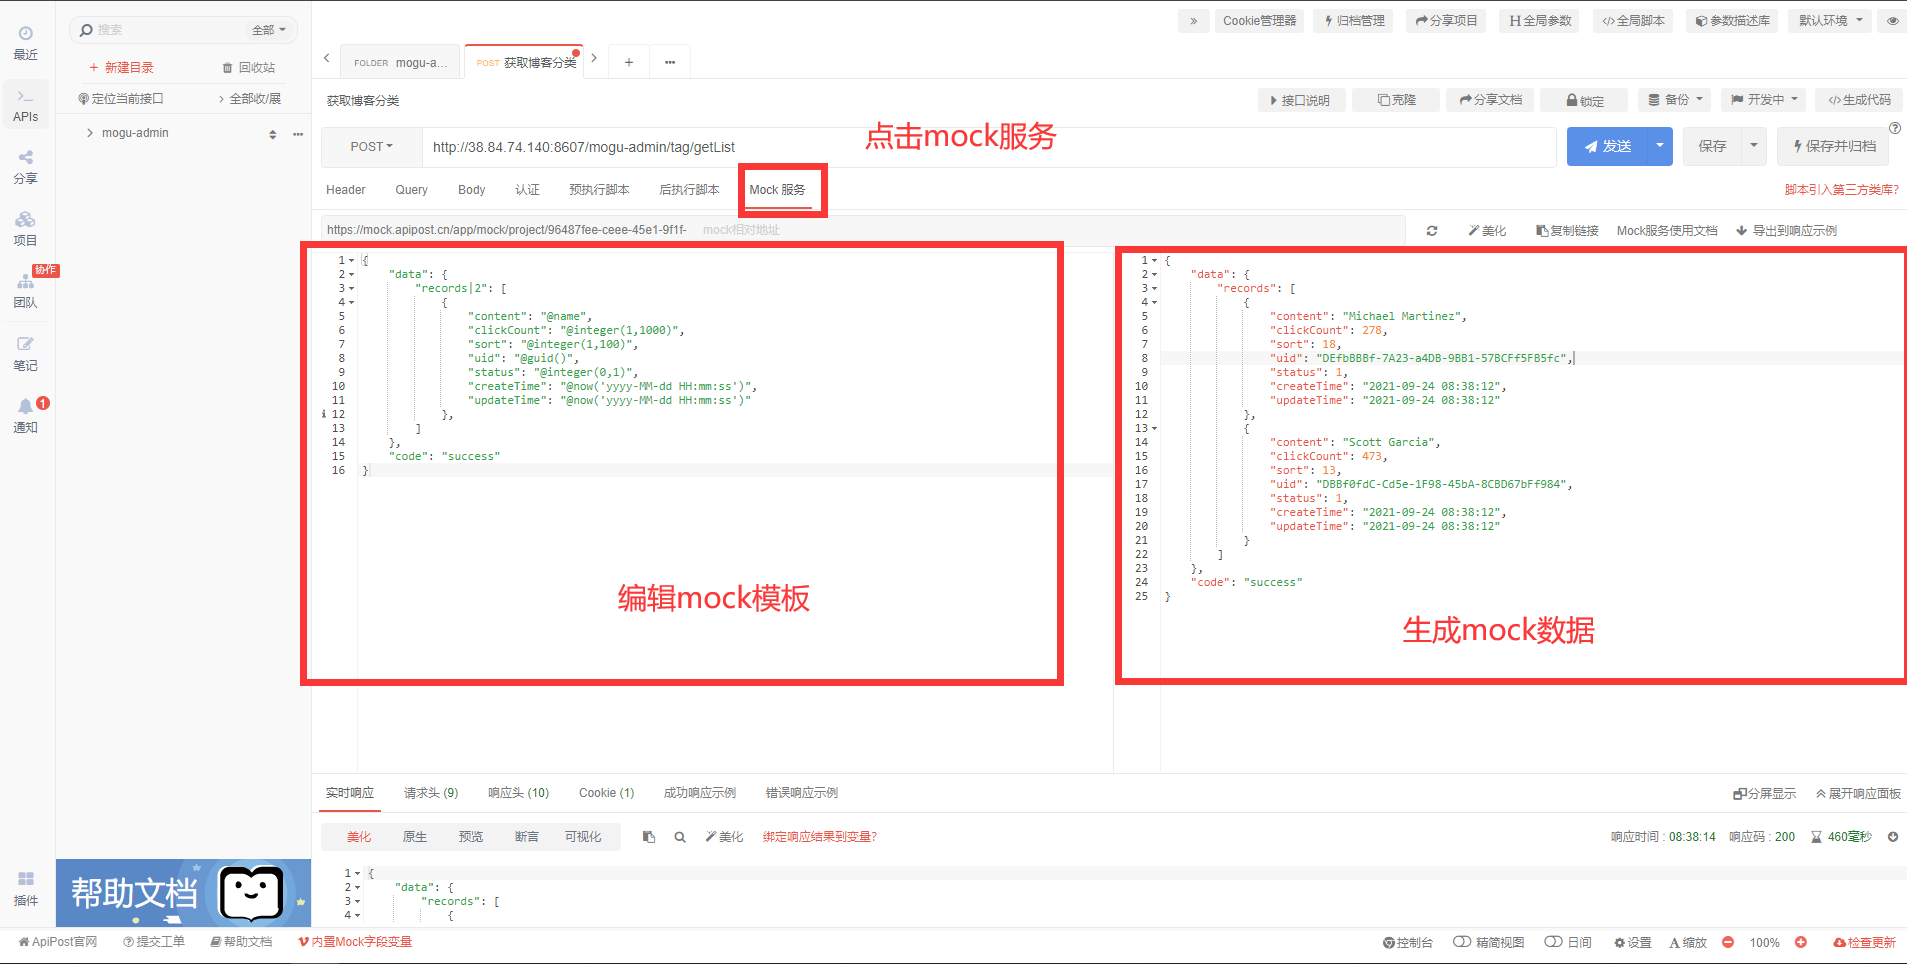 最近
APIs
分享
项目
协作
团队
笔记
1
通知
插件
搜索
全部
+ 新建目录
回收站
定位当前接口
全部收/展
mogu-admin
帮助文档
»
Cookie管理器
归档管理
分享项目
H全局参数
</>全局脚本
参数描述库
默认环境
FOLDER mogu-a...
POST 获取博客分类
获取博客分类
接口说明
克隆
分享文档
锁定
备份
开发中
</>生成代码
点击mock服务
POST
http://38.84.74.140:8607/mogu-admin/tag/getList
发送
保存
保存并归档
Header
Query
Body
认证
预执行脚本
后执行脚本
Mock 服务
脚本引入第三方类库?
https://mock.apipost.cn/app/mock/project/96487fee-ceee-45e1-9f1f-
mock相对地址
美化
复制链接
Mock服务使用文档
导出到响应示例
1 {
2 "data": {
3 "records|2": [
4 {
5 "content": "@name",
6 "clickCount": "@integer(1,1000)",
7 "sort": "@integer(1,100)",
8 "uid": "@guid()",
9 "status": "@integer(0,1)",
10 "createTime": "@now('yyyy-MM-dd HH:mm:ss')",
11 "updateTime": "@now('yyyy-MM-dd HH:mm:ss')"
12 },
13 ]
14 },
15 "code": "success"
16 }
编辑mock模板
1 {
2 "data": {
3 "records": [
4 {
5 "content": "Michael Martinez",
6 "clickCount": 278,
7 "sort": 18,
8 "uid": "DEfbBBBf-7A23-a4DB-9BB1-57BCFf5FB5fc",
9 "status": 1,
10 "createTime": "2021-09-24 08:38:12",
11 "updateTime": "2021-09-24 08:38:12"
12 },
13 {
14 "content": "Scott Garcia",
15 "clickCount": 473,
16 "sort": 13,
17 "uid": "DBBf0fdC-Cd5e-1F98-45bA-8CBD67bFf984",
18 "status": 1,
19 "createTime": "2021-09-24 08:38:12",
20 "updateTime": "2021-09-24 08:38:12"
21 }
22 ]
23 },
24 "code": "success"
25 }
生成mock数据
实时响应
请求头 (9)
响应头 (10)
Cookie (1)
成功响应示例
错误响应示例
分屏显示
展开响应面板
美化
原生
预览
断言
可视化
美化
绑定响应结果到变量?
响应时间 : 08:38:14
响应码 : 200
460毫秒
1 {
2 "data": {
3 "records": [
4 {
ApiPost官网
提交工单
帮助文档
内置Mock字段变量
控制台
精简视图
日间
设置
A 缩放
100%
检查更新